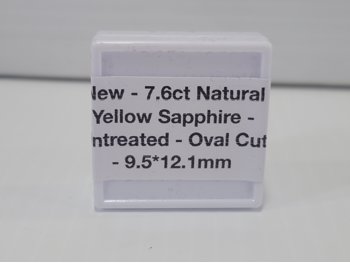 New - 7.6ct Natural
Yellow Sapphire -
ntreated - Oval Cut
- 9.5*12.1mm